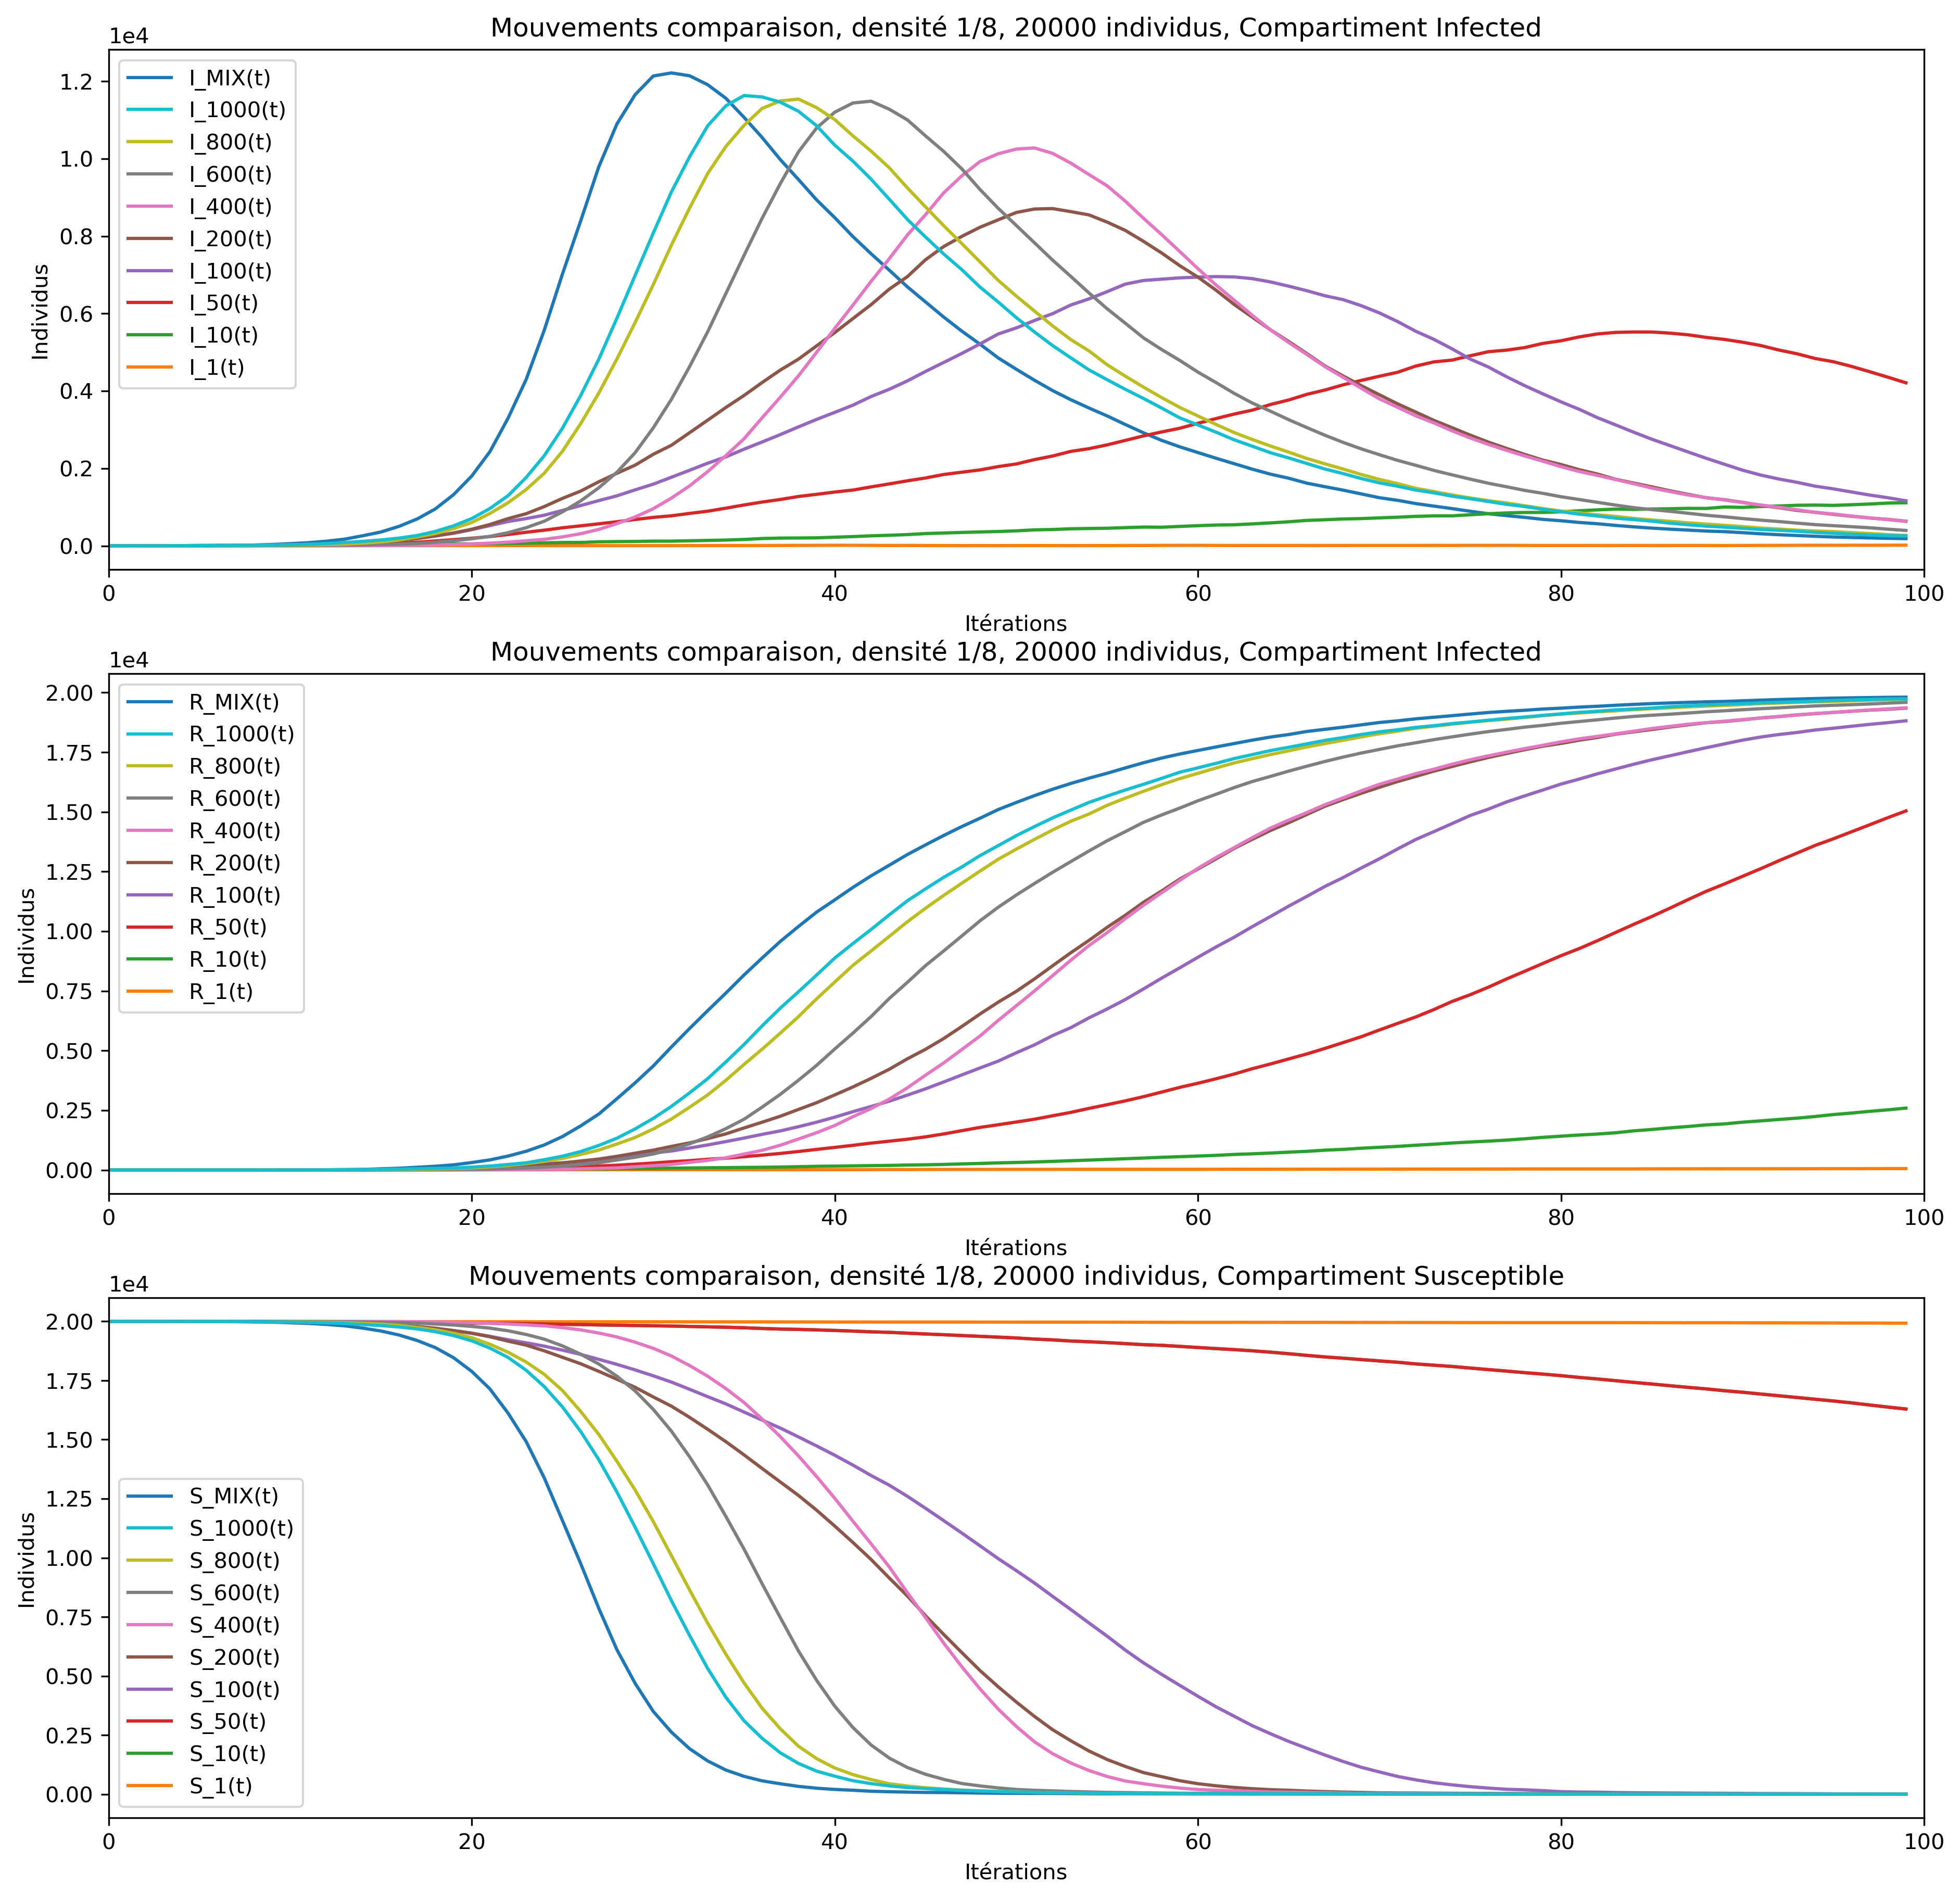 Mouvements comparaison, densité 1/8, 20000 individus, Compartiment Infected
1e4
1.2
1.0
0.8
0.6
0.4
0.2
0.0
Individus
I_MIX(t)
I_1000(t)
I_800(t)
I_600(t)
I_400(t)
I_200(t)
I_100(t)
I_50(t)
I_10(t)
I_1(t)
0 20 40 60 80 100
Itérations
Mouvements comparaison, densité 1/8, 20000 individus, Compartiment Infected
1e4
2.00
1.75
1.50
1.25
1.00
0.75
0.50
0.25
0.00
Individus
R_MIX(t)
R_1000(t)
R_800(t)
R_600(t)
R_400(t)
R_200(t)
R_100(t)
R_50(t)
R_10(t)
R_1(t)
0 20 40 60 80 100
Itérations
Mouvements comparaison, densité 1/8, 20000 individus, Compartiment Susceptible
1e4
2.00
1.75
1.50
1.25
1.00
0.75
0.50
0.25
0.00
Individus
S_MIX(t)
S_1000(t)
S_800(t)
S_600(t)
S_400(t)
S_200(t)
S_100(t)
S_50(t)
S_10(t)
S_1(t)
0 20 40 60 80 100
Itérations